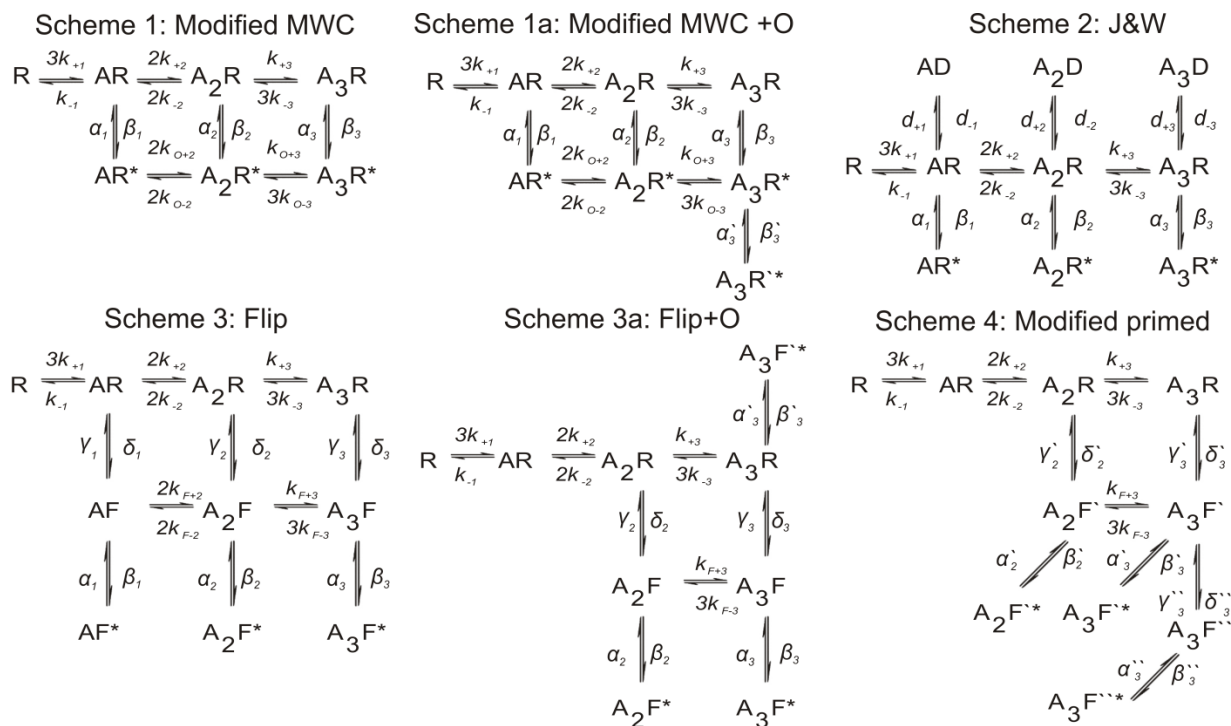 Scheme 1: Modified MWC
3k+1 2k+2 k+3
R AR A2R A3R
k-1 2k-2 3k-3
α1 β1 α2 β2 α3 β3
2kO+2 kO+3
AR* A2R* A3R*
2kO-2 3kO-3
Scheme 1a: Modified MWC +O
3k+1 2k+2 k+3
R AR A2R A3R
k-1 2k-2 3k-3
α1 β1 α2 β2 α3 β3
2kO+2 kO+3
AR* A2R* A3R*
2kO-2 3kO-3
α3` β3`
A3R`*
Scheme 2: J&W
AD A2D A3D
d+1 d-1 d+2 d-2 d+3 d-3
3k+1 2k+2 k+3
R AR A2R A3R
k-1 2k-2 3k-3
α1 β1 α2 β2 α3 β3
AR* A2R* A3R*
Scheme 3: Flip
3k+1 2k+2 k+3
R AR A2R A3R
k-1 2k-2 3k-3
γ1 δ1 γ2 δ2 γ3 δ3
2kF+2 kF+3
AF A2F A3F
2kF-2 3kF-3
α1 β1 α2 β2 α3 β3
AF* A2F* A3F*
Scheme 3a: Flip+O
A3F`*
α`3 β`3
3k+1 2k+2 k+3
R AR A2R A3R
k-1 2k-2 3k-3
γ2 δ2 γ3 δ3
kF+3
A2F A3F
3kF-3
α2 β2 α3 β3
A2F* A3F*
Scheme 4: Modified primed
3k+1 2k+2 k+3
R AR A2R A3R
k-1 2k-2 3k-3
γ`2 δ`2 γ`3 δ`3
kF+3
A2F` A3F`
3kF-3
α`2 β`2 α`3 β`3
γ``3 δ``3
A2F`* A3F`*
A3F``
α``3 β``3
A3F``*